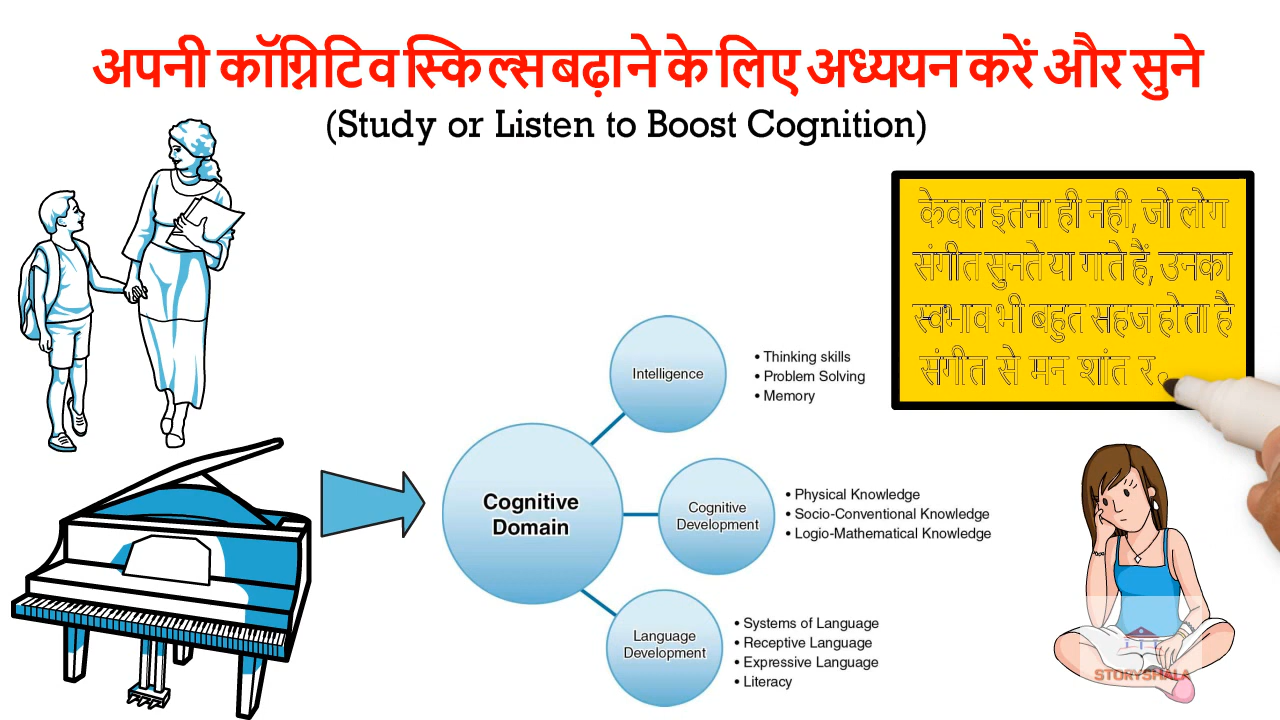 अपनी कॉग्निटिव स्किल्स बढ़ाने के लिए अध्ययन करें और सुने
(Study or Listen to Boost Cognition)
केवल इतना ही नही, जो लोग
संगीत सुनते या गाते हैं, उनका
स्वभाव भी बहुत सहज होता है
संगीत से मन शांत र
Intelligence
• Thinking skills
• Problem Solving
• Memory
Cognitive
Domain
Cognitive
Development
• Physical Knowledge
• Socio-Conventional Knowledge
• Logio-Mathematical Knowledge
Language
Development
• Systems of Language
• Receptive Language
• Expressive Language
• Literacy
STORYSHALA